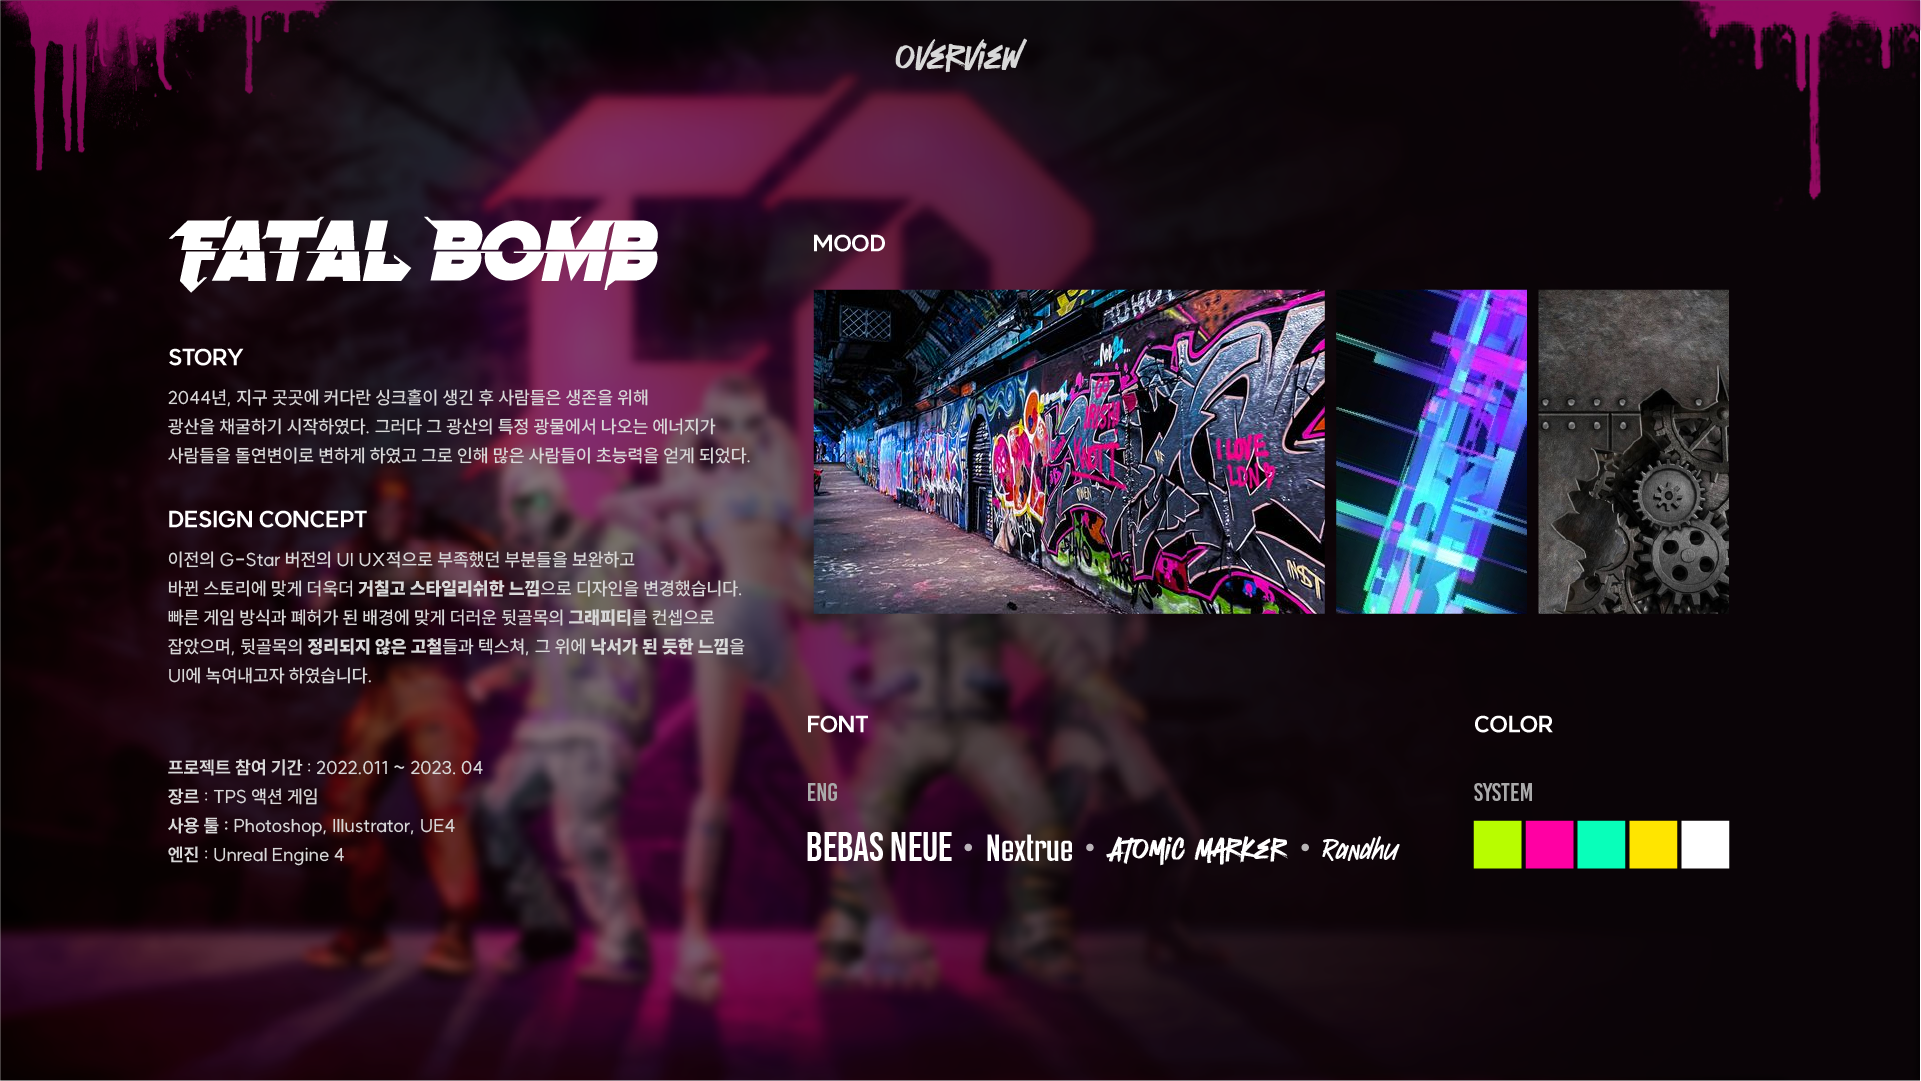 OVERVIEW
FATAL BOMB
STORY
2044년, 지구 곳곳에 커다란 싱크홀이 생긴 후 사람들은 생존을 위해
광산을 채굴하기 시작하였다. 그러다 그 광산의 특정 광물에서 나오는 에너지가
사람들을 돌연변이로 변하게 하였고 그로 인해 많은 사람들이 초능력을 얻게 되었다.
DESIGN CONCEPT
이전의 G-Star 버전의 UI UX적으로 부족했던 부분들을 보완하고
바뀐 스토리에 맞게 더욱더 거칠고 스타일리쉬한 느낌으로 디자인을 변경했습니다.
빠른 게임 방식과 폐허가 된 배경에 맞게 더러운 뒷골목의 그래피티를 컨셉으로
잡았으며, 뒷골목의 정리되지 않은 고철들과 텍스쳐, 그 위에 낙서가 된 듯한 느낌을
UI에 녹여내고자 하였습니다.
프로젝트 참여 기간 : 2022.011 ~ 2023. 04
장르 : TPS 액션 게임
사용 툴 : Photoshop, Illustrator, UE4
엔진 : Unreal Engine 4
MOOD
I LOVE
LDN
FONT
ENG
BEBAS NEUE • Nextrue • ATOMIC MARKER • Randhu
COLOR
SYSTEM